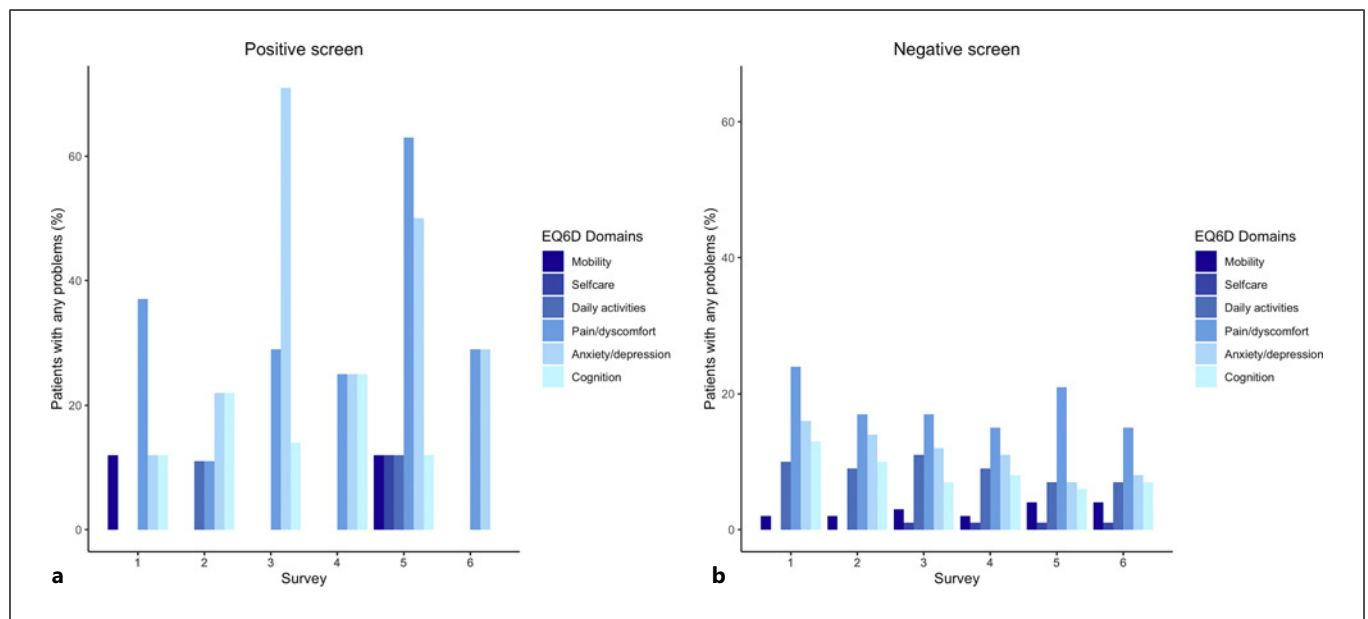 Positive screen
Patients with any problems (%)
60
40
20
0
1 2 3 4 5 6
Survey
EQ6D Domains
Mobility
Selfcare
Daily activities
Pain/dyscomfort
Anxiety/depression
Cognition
a
Negative screen
Patients with any problems (%)
60
40
20
0
1 2 3 4 5 6
Survey
EQ6D Domains
Mobility
Selfcare
Daily activities
Pain/dyscomfort
Anxiety/depression
Cognition
b